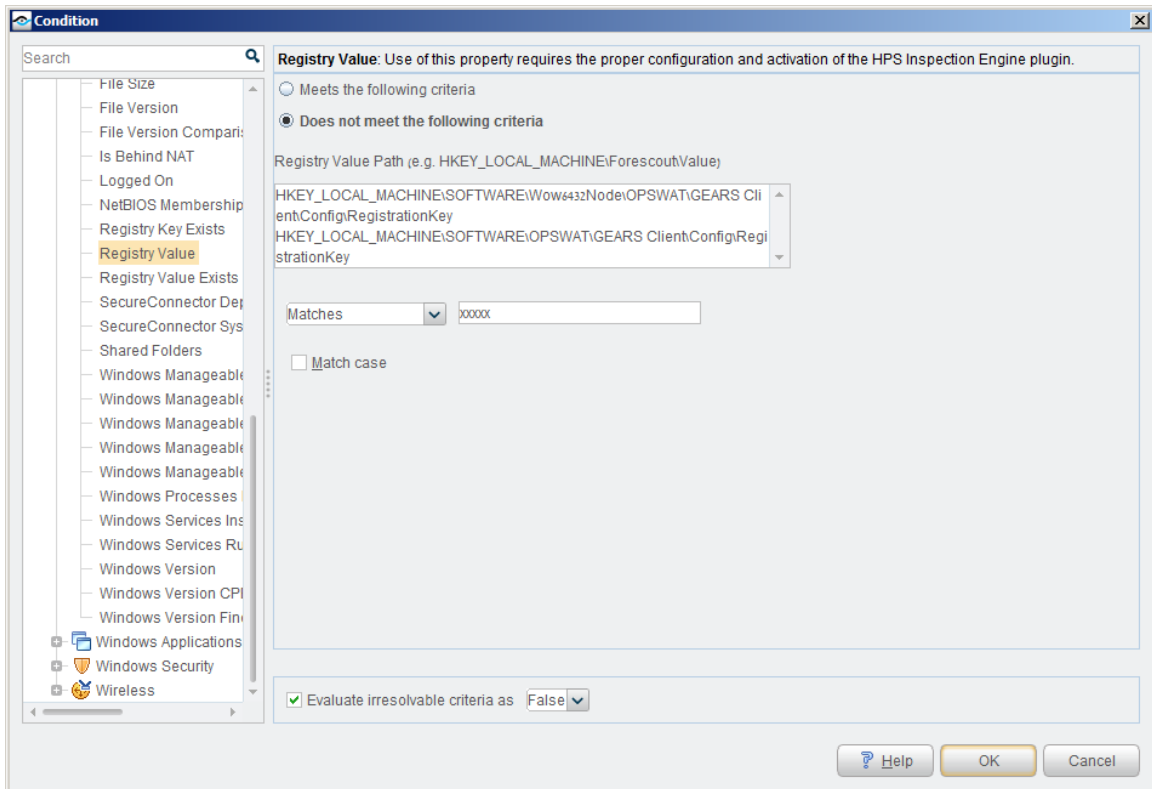 Condition
Search
File Size
File Version
File Version Comparis
Is Behind NAT
Logged On
NetBIOS Membership
Registry Key Exists
Registry Value
Registry Value Exists
SecureConnector Dep
SecureConnector Sys
Shared Folders
Windows Manageable
Windows Manageable
Windows Manageable
Windows Manageable
Windows Manageable
Windows Processes
Windows Services Ins
Windows Services Ru
Windows Version
Windows Version CPI
Windows Version Fin
Windows Applications
Windows Security
Wireless
Registry Value: Use of this property requires the proper configuration and activation of the HPS Inspection Engine plugin.
Meets the following criteria
Does not meet the following criteria
Registry Value Path (e.g. HKEY_LOCAL_MACHINE\Forescout\Value)
HKEY_LOCAL_MACHINE\SOFTWARE\Wow6432Node\OPSWAT\GEARS Cli
ent\Config\RegistrationKey
HKEY_LOCAL_MACHINE\SOFTWARE\OPSWAT\GEARS Client\Config\Regi
strationKey
Matches xxxxx
Match case
Evaluate irresolvable criteria as False
Help OK Cancel